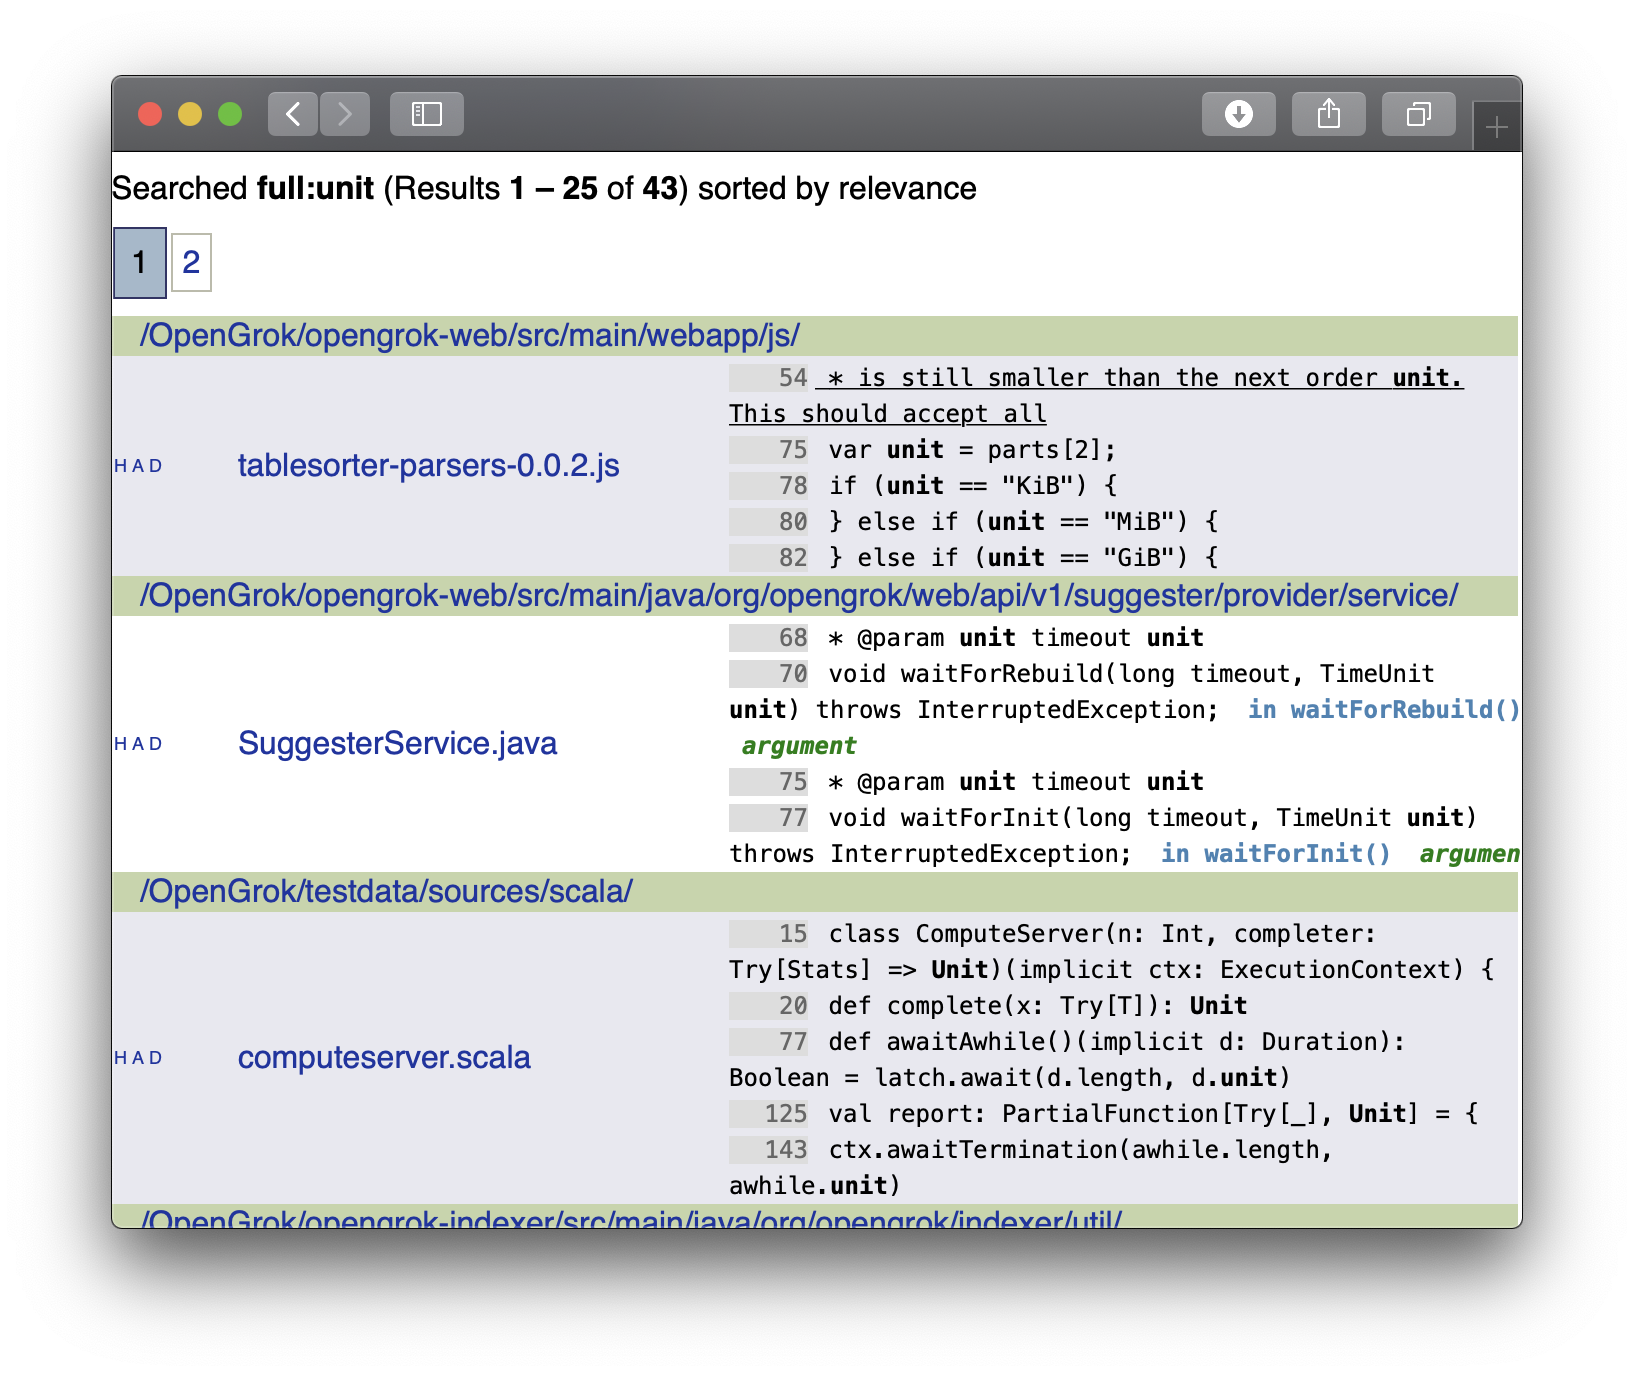 Searched full:unit (Results 1 – 25 of 43) sorted by relevance
1 2
/OpenGrok/opengrok-web/src/main/webapp/js/
H A D tablesorter-parsers-0.0.2.js
54 * is still smaller than the next order unit.
This should accept all
75 var unit = parts[2];
78 if (unit == "KiB") {
80 } else if (unit == "MiB") {
82 } else if (unit == "GiB") {
/OpenGrok/opengrok-web/src/main/java/org/opengrok/web/api/v1/suggester/provider/service/
H A D SuggesterService.java
68 * @param unit timeout unit
70 void waitForRebuild(long timeout, TimeUnit
unit) throws InterruptedException; in waitForRebuild()
argument
75 * @param unit timeout unit
77 void waitForInit(long timeout, TimeUnit unit)
throws InterruptedException; in waitForInit() argumen
/OpenGrok/testdata/sources/scala/
H A D computeserver.scala
15 class ComputeServer(n: Int, completer:
Try[Stats] => Unit)(implicit ctx: ExecutionContext) {
20 def complete(x: Try[T]): Unit
77 def awaitAwhile()(implicit d: Duration):
Boolean = latch.await(d.length, d.unit)
125 val report: PartialFunction[Try[_], Unit] = {
143 ctx.awaitTermination(awhile.length,
awhile.unit)
/OpenGrok/opengrok-indexer/src/main/java/org/opengrok/indexer/util/